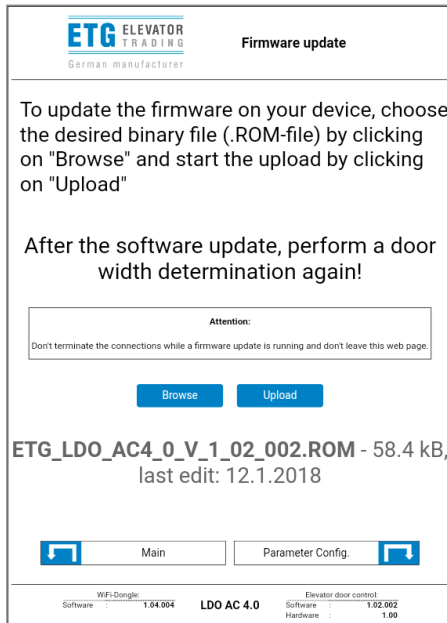 ETG ELEVATOR
TRADING
German manufacturer
Firmware update
To update the firmware on your device, choose
the desired binary file (.ROM-file) by clicking
on "Browse" and start the upload by clicking
on "Upload"
After the software update, perform a door
width determination again!
Attention:
Don't terminate the connections while a firmware update is running and don't leave this web page.
Browse Upload
ETG_LDO_AC4_0_V_1_02_002.ROM - 58.4 kB,
last edit: 12.1.2018
Main Parameter Config.
WiFi-Dongle:
Software : 1.04.004
LDO AC 4.0
Elevator door control:
Software : 1.02.002
Hardware : 1.00